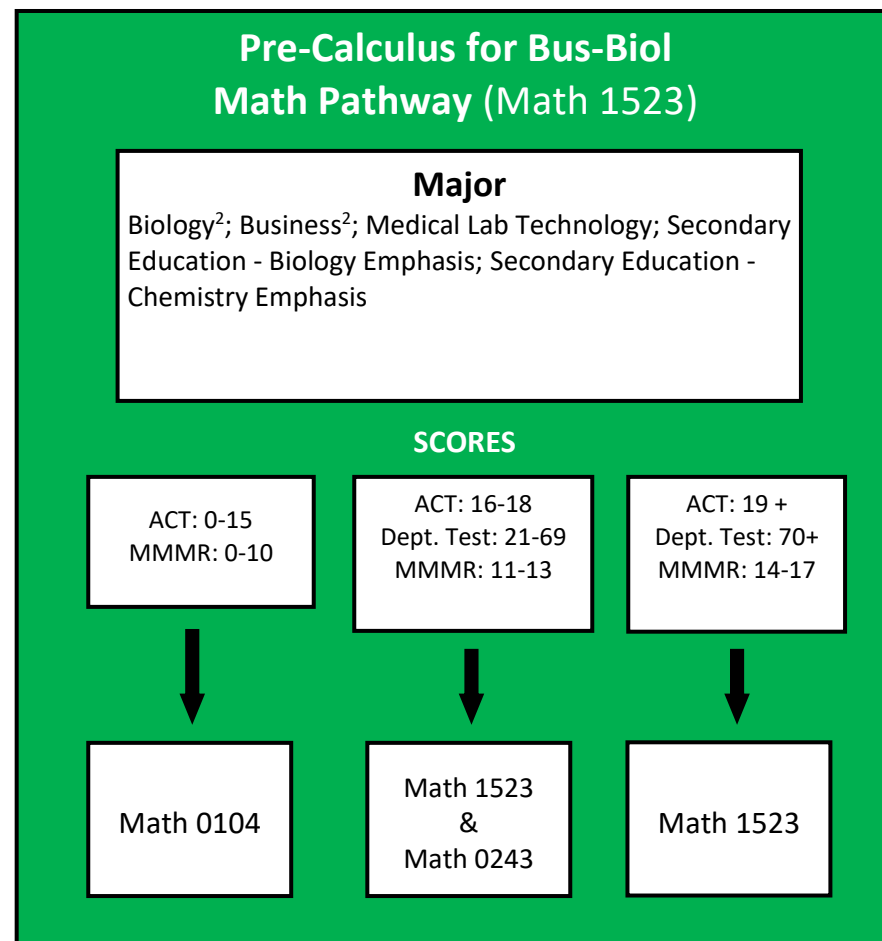 Pre-Calculus for Bus-Biol
Math Pathway (Math 1523)
Major
Biology²; Business²; Medical Lab Technology; Secondary
Education - Biology Emphasis; Secondary Education -
Chemistry Emphasis
SCORES
ACT: 0-15
MMMR: 0-10
ACT: 16-18
Dept. Test: 21-69
MMMR: 11-13
ACT: 19 +
Dept. Test: 70+
MMMR: 14-17
Math 0104
Math 1523
&
Math 0243
Math 1523